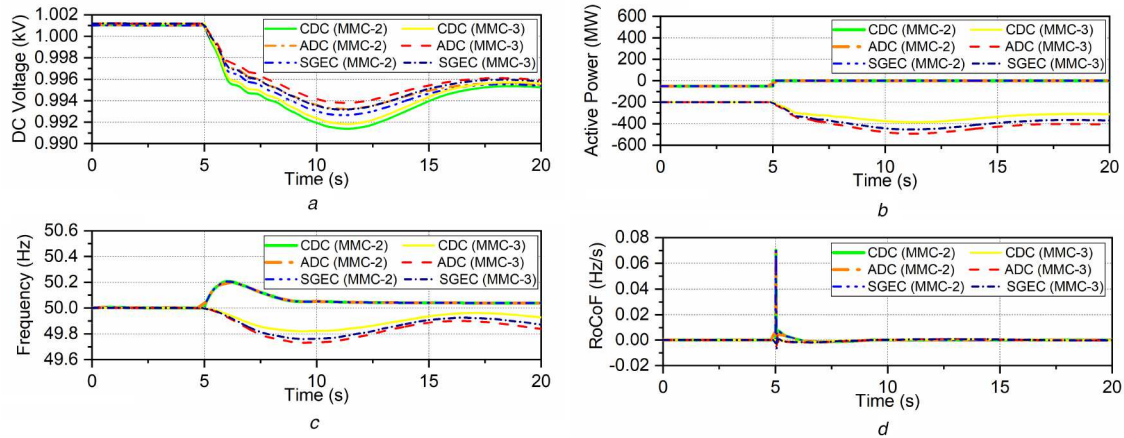 DC Voltage (kV)
1.002
1.000
0.998
0.996
0.994
0.992
0.990
CDC (MMC-2) CDC (MMC-3)
ADC (MMC-2) ADC (MMC-3)
SGEC (MMC-2) SGEC (MMC-3)
0 5 10 15 20
Time (s)
a
Active Power (MW)
600
400
200
0
-200
-400
-600
CDC (MMC-2) CDC (MMC-3)
ADC (MMC-2) ADC (MMC-3)
SGEC (MMC-2) SGEC (MMC-3)
0 5 10 15 20
Time (s)
b
Frequency (Hz)
50.6
50.4
50.2
50.0
49.8
49.6
CDC (MMC-2) CDC (MMC-3)
ADC (MMC-2) ADC (MMC-3)
SGEC (MMC-2) SGEC (MMC-3)
0 5 10 15 20
Time (s)
c
RoCoF (Hz/s)
0.08
0.06
0.04
0.02
0.00
-0.02
CDC (MMC-2) CDC (MMC-3)
ADC (MMC-2) ADC (MMC-3)
SGEC (MMC-2) SGEC (MMC-3)
0 5 10 15 20
Time (s)
d